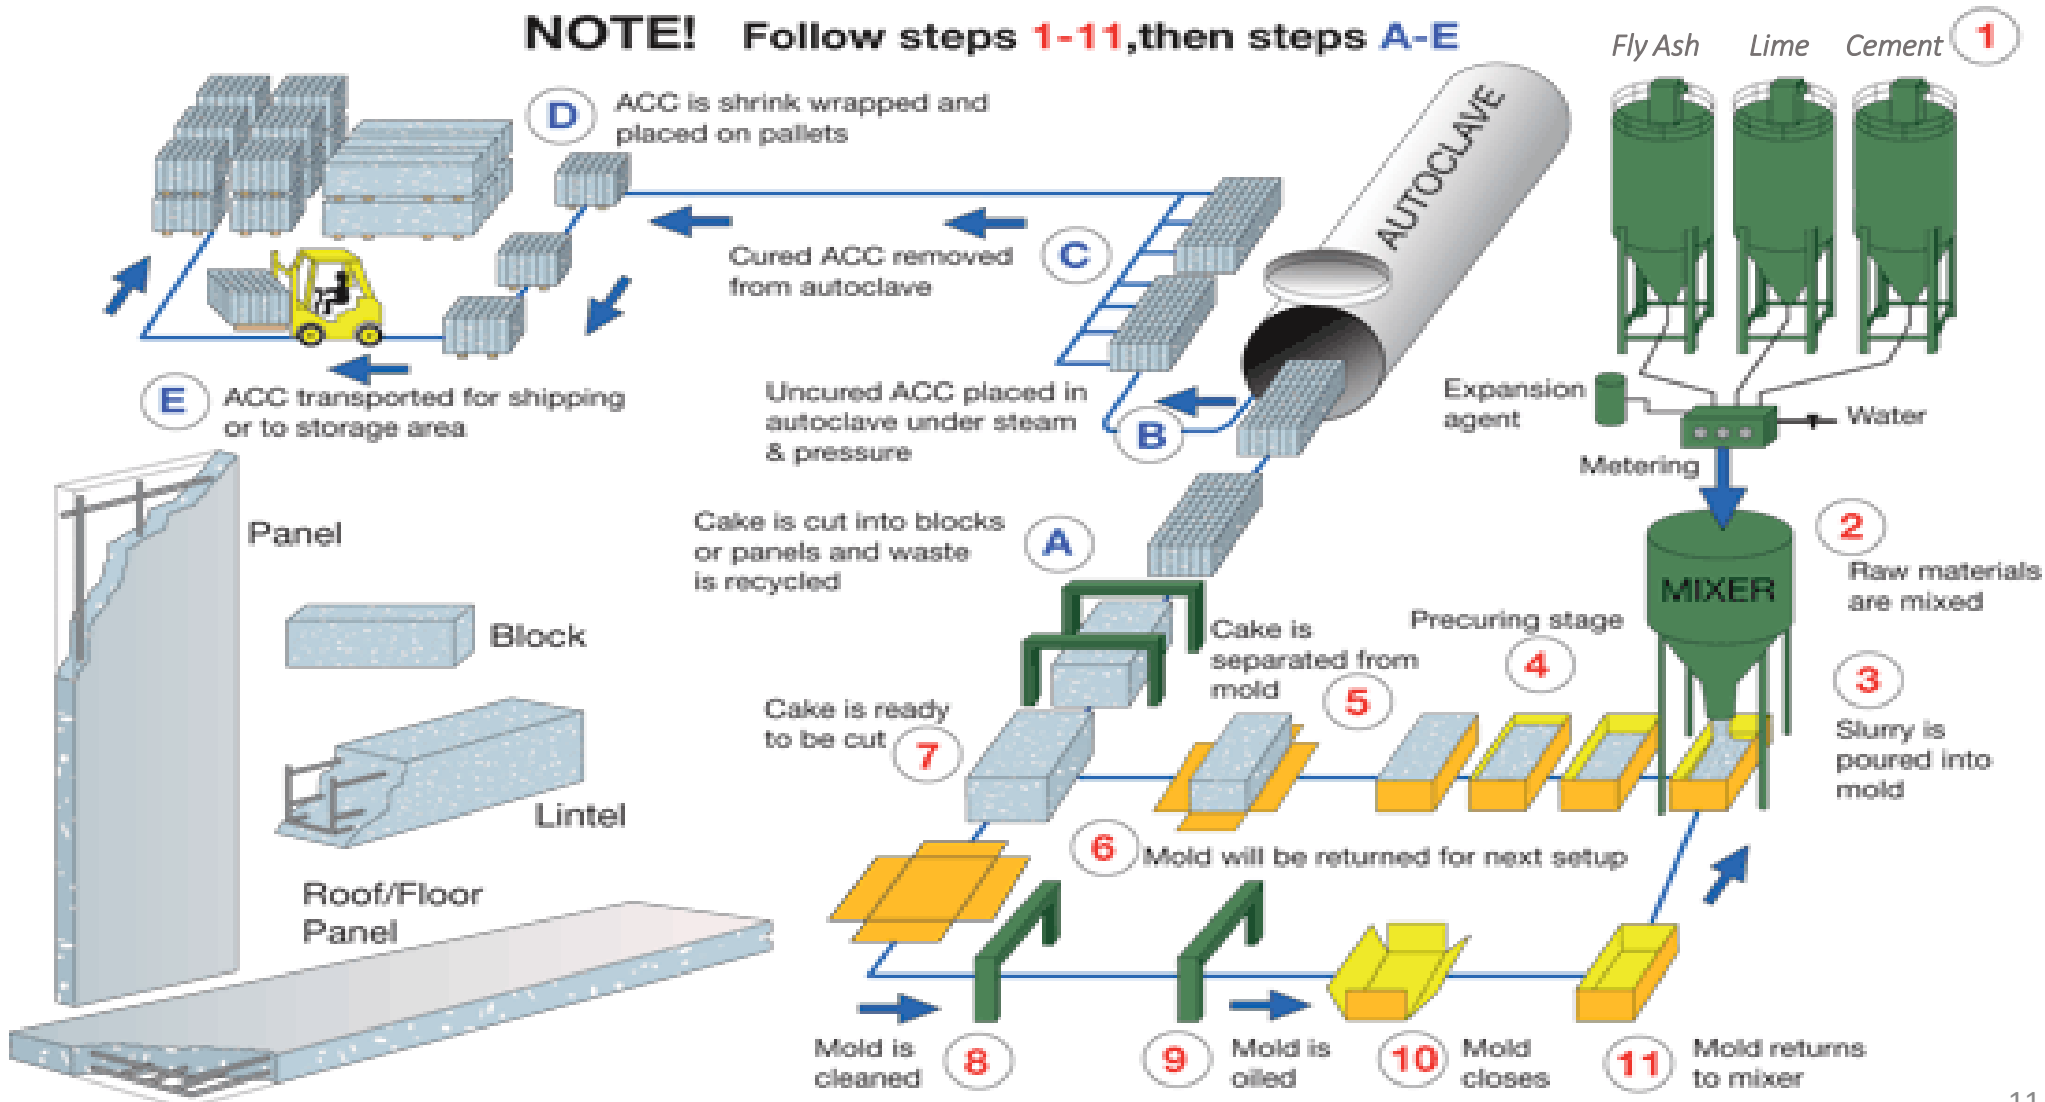 NOTE! Follow steps 1-11,then steps A-E
Fly Ash Lime Cement 1
D
ACC is shrink wrapped and
placed on pallets
AUTOCLAVE
Cured ACC removed
from autoclave
C
E
ACC transported for shipping
or to storage area
Uncured ACC placed in
autoclave under steam
& pressure
B
Expansion
agent
Water
Metering
Panel
Cake is cut into blocks
or panels and waste
is recycled
A
2
MIXER
Raw materials
are mixed
Block
Cake is
separated from
mold
5
Precuring stage
4
3
Slurry is
poured into
mold
Cake is ready
to be cut
7
Lintel
6
Mold will be returned for next setup
Roof/Floor
Panel
Mold is
cleaned
8
9
Mold is
oiled
10
Mold
closes
11
Mold returns
to mixer
11